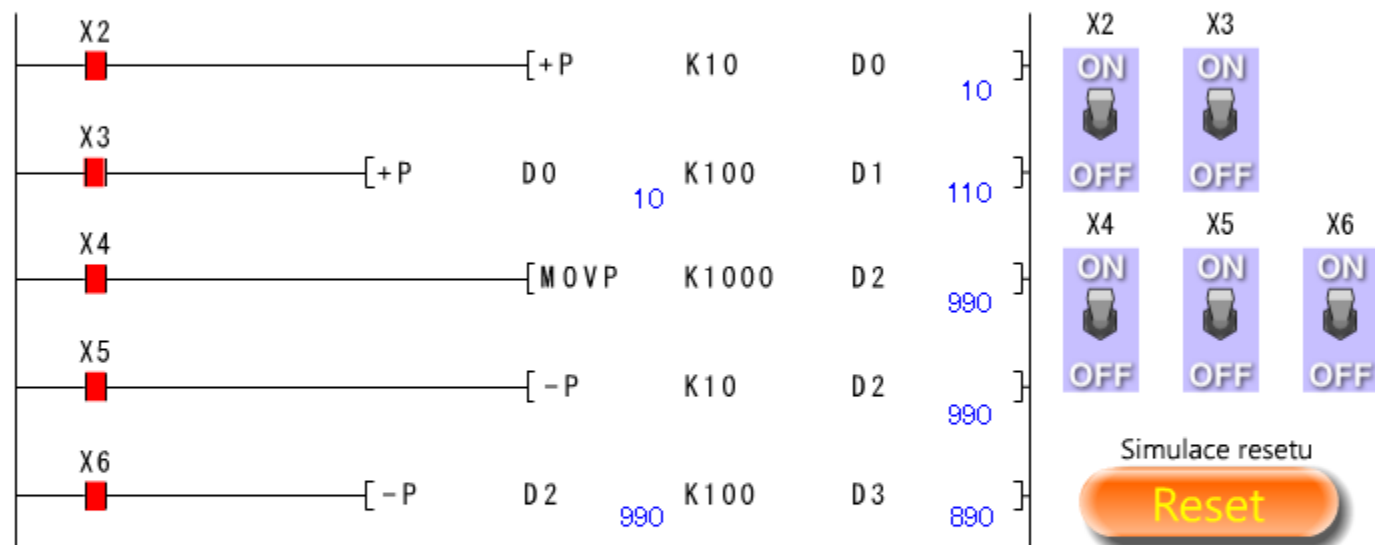 X2
[+P K10 D0 ]
10
X3
[+P D0 K100 D1 ]
10 110
X4
[MOVP K1000 D2 ]
990
X5
[-P K10 D2 ]
990
X6
[-P D2 K100 D3 ]
990 890
X2 X3
ON ON
OFF OFF
X4 X5 X6
ON ON ON
OFF OFF OFF
Simulace resetu
Reset